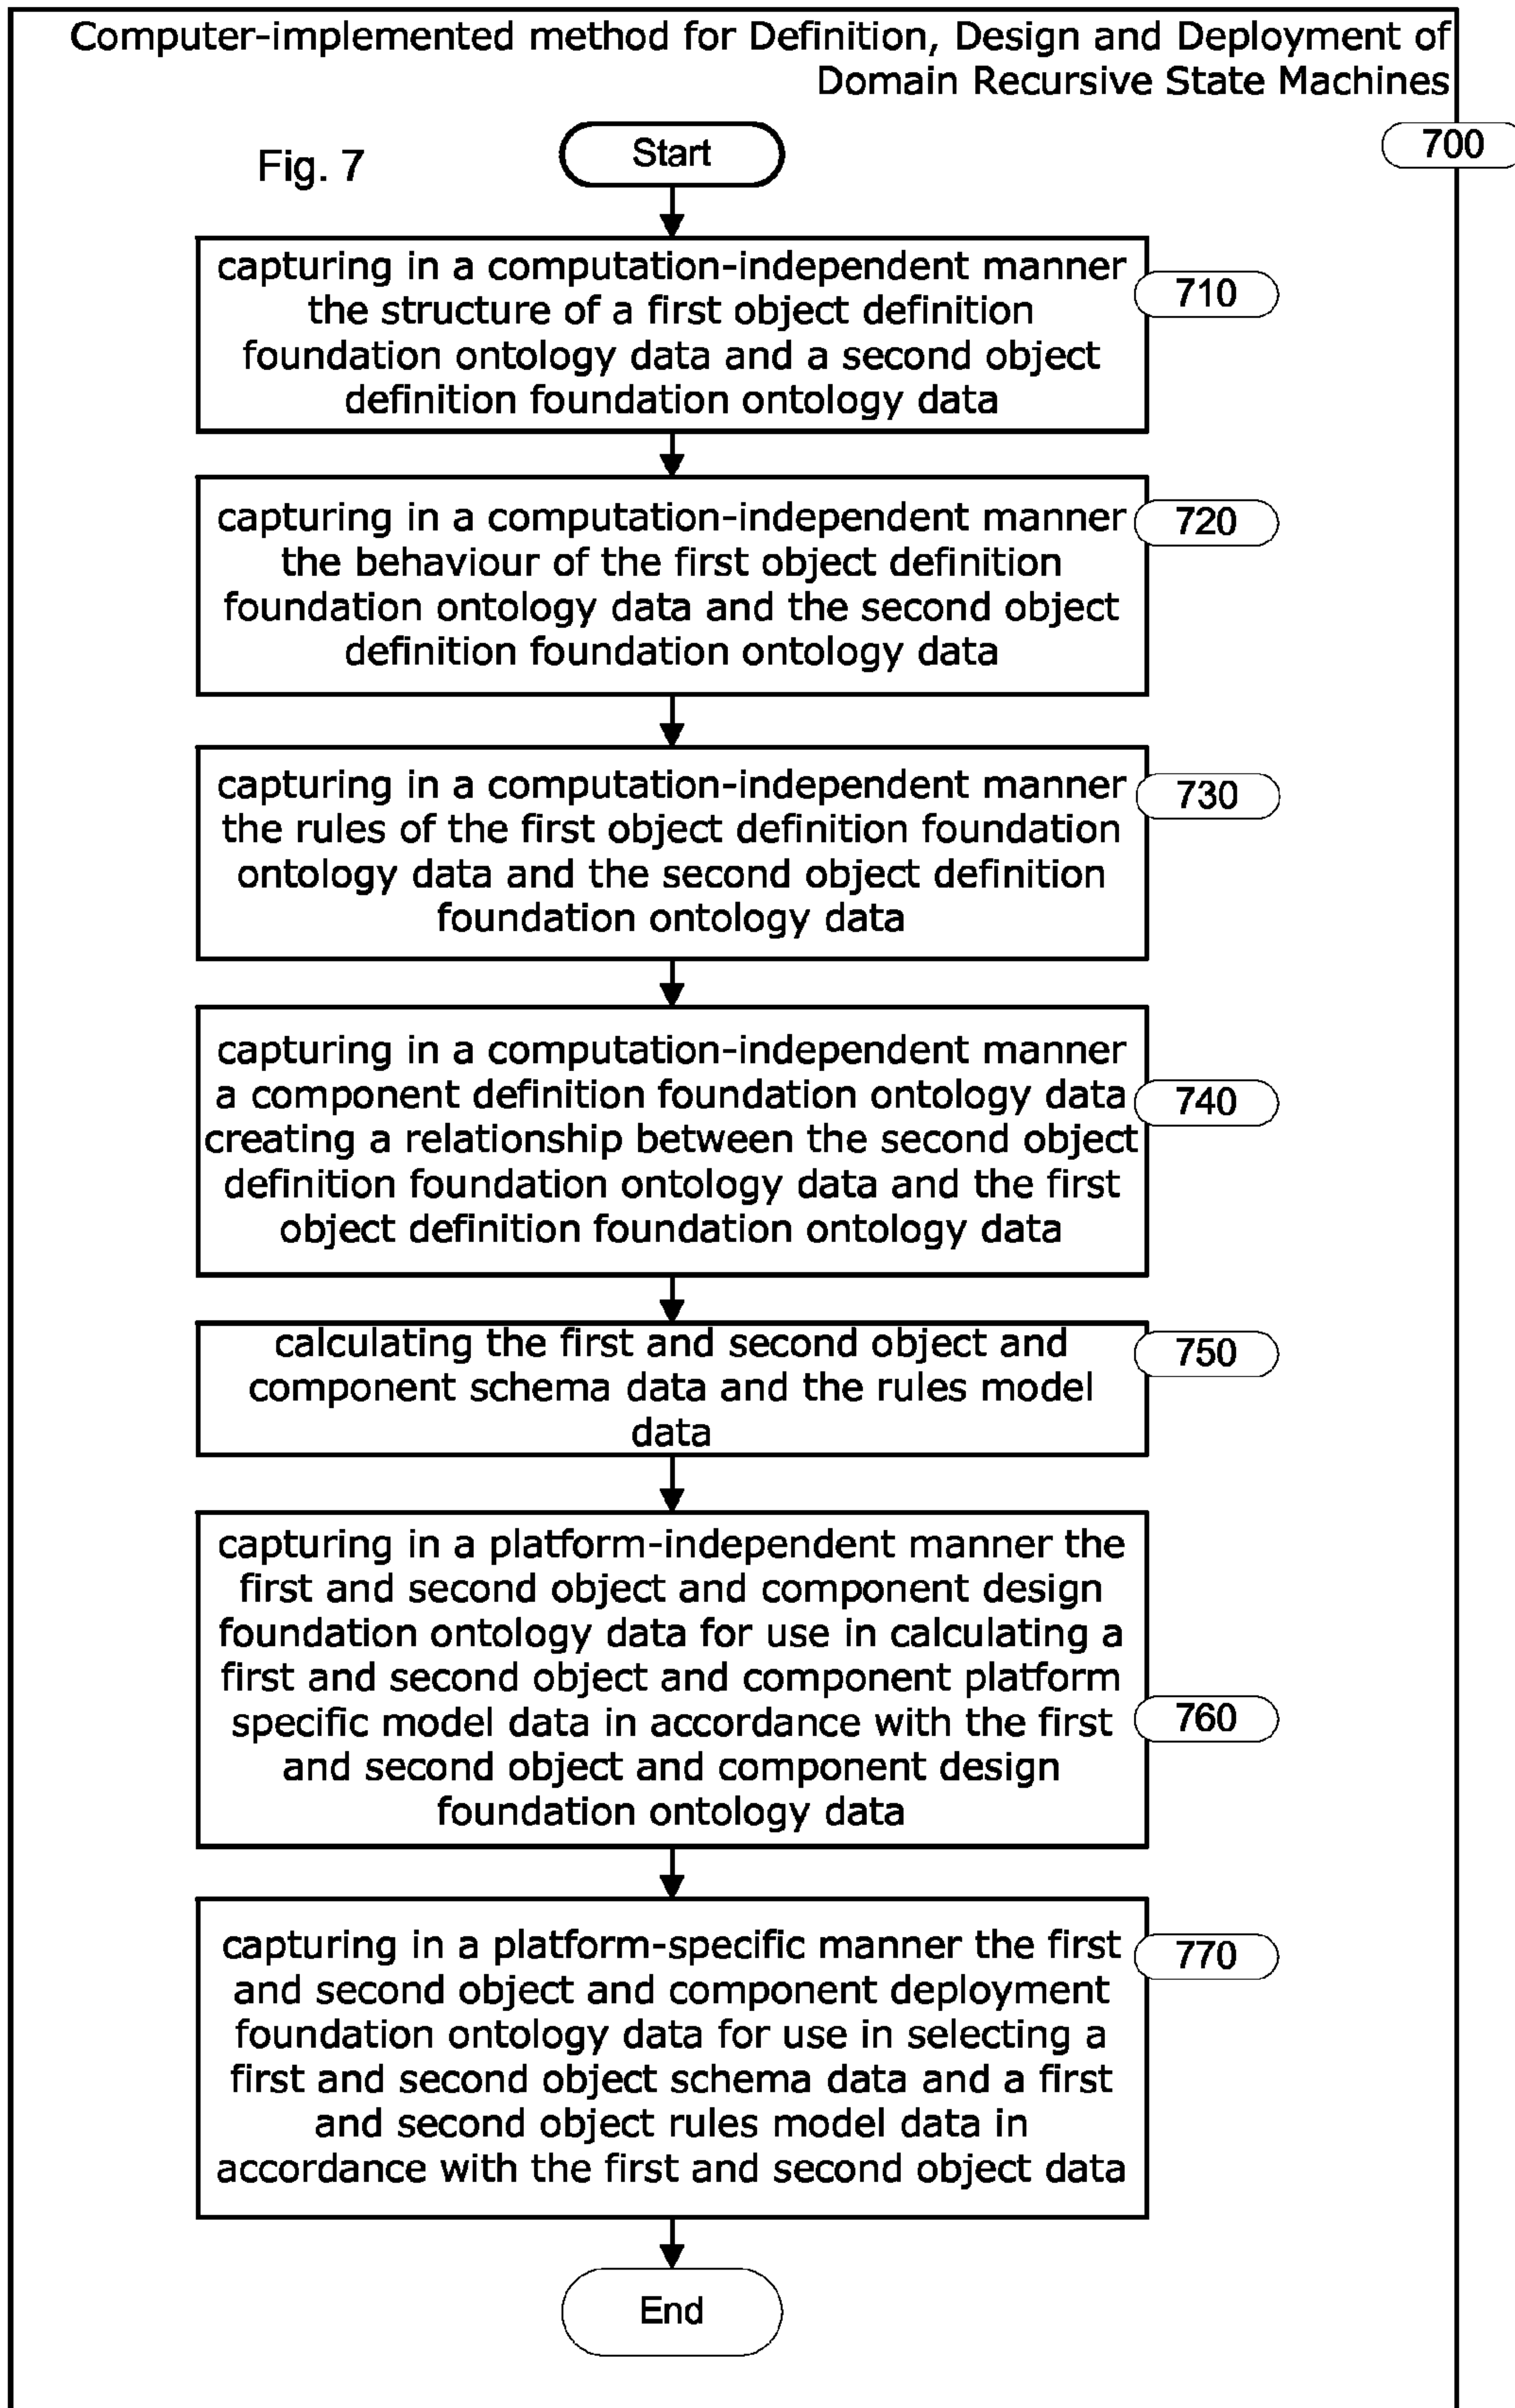 Computer-implemented method for Definition, Design and Deployment of
Domain Recursive State Machines
700
Fig. 7
Start
capturing in a computation-independent manner
the structure of a first object definition
foundation ontology data and a second object
definition foundation ontology data
710
capturing in a computation-independent manner
the behaviour of the first object definition
foundation ontology data and the second object
definition foundation ontology data
720
capturing in a computation-independent manner
the rules of the first object definition foundation
ontology data and the second object definition
foundation ontology data
730
capturing in a computation-independent manner
a component definition foundation ontology data
creating a relationship between the second object
definition foundation ontology data and the first
object definition foundation ontology data
740
calculating the first and second object and
component schema data and the rules model
data
750
capturing in a platform-independent manner the
first and second object and component design
foundation ontology data for use in calculating a
first and second object and component platform
specific model data in accordance with the first
and second object and component design
foundation ontology data
760
capturing in a platform-specific manner the first
and second object and component deployment
foundation ontology data for use in selecting a
first and second object schema data and a first
and second object rules model data in
accordance with the first and second object data
770
End